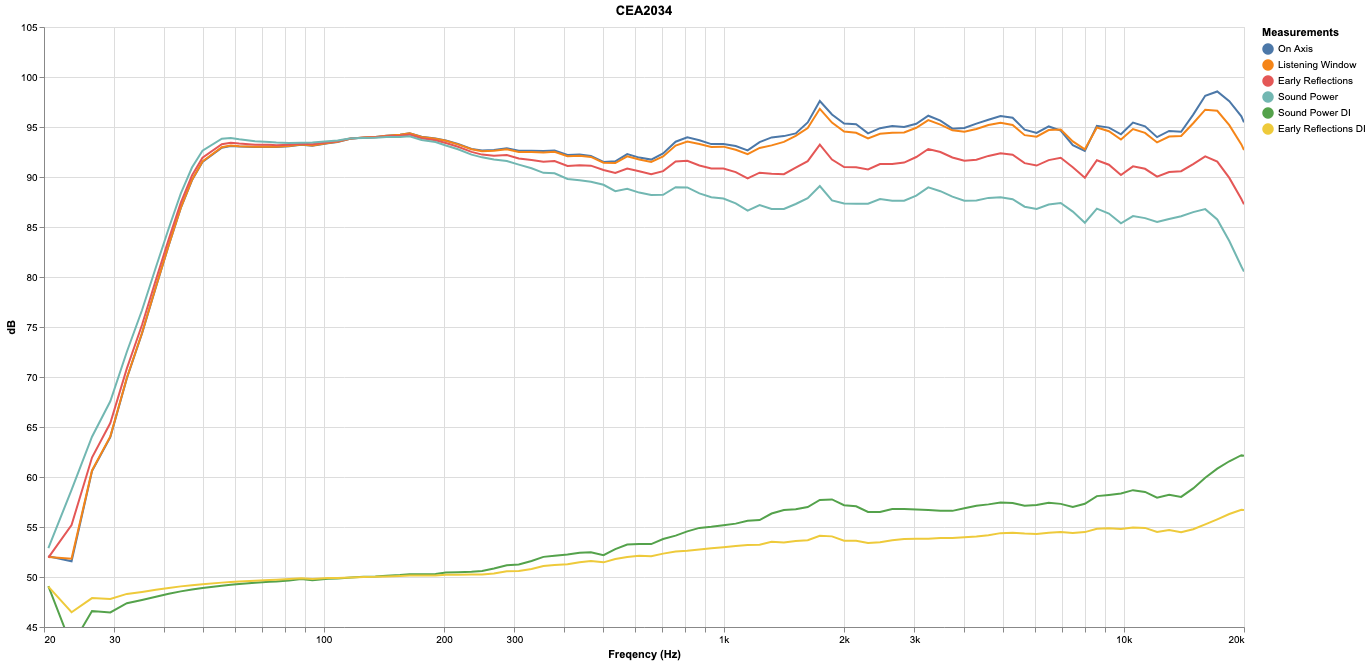 CEA2034
Measurements
On Axis
Listening Window
Early Reflections
Sound Power
Sound Power DI
Early Reflections DI
dB
105
100
95
90
85
80
75
70
65
60
55
50
45
20 30 100 200 300 1k 2k 3k 10k 20k
Freqency (Hz)